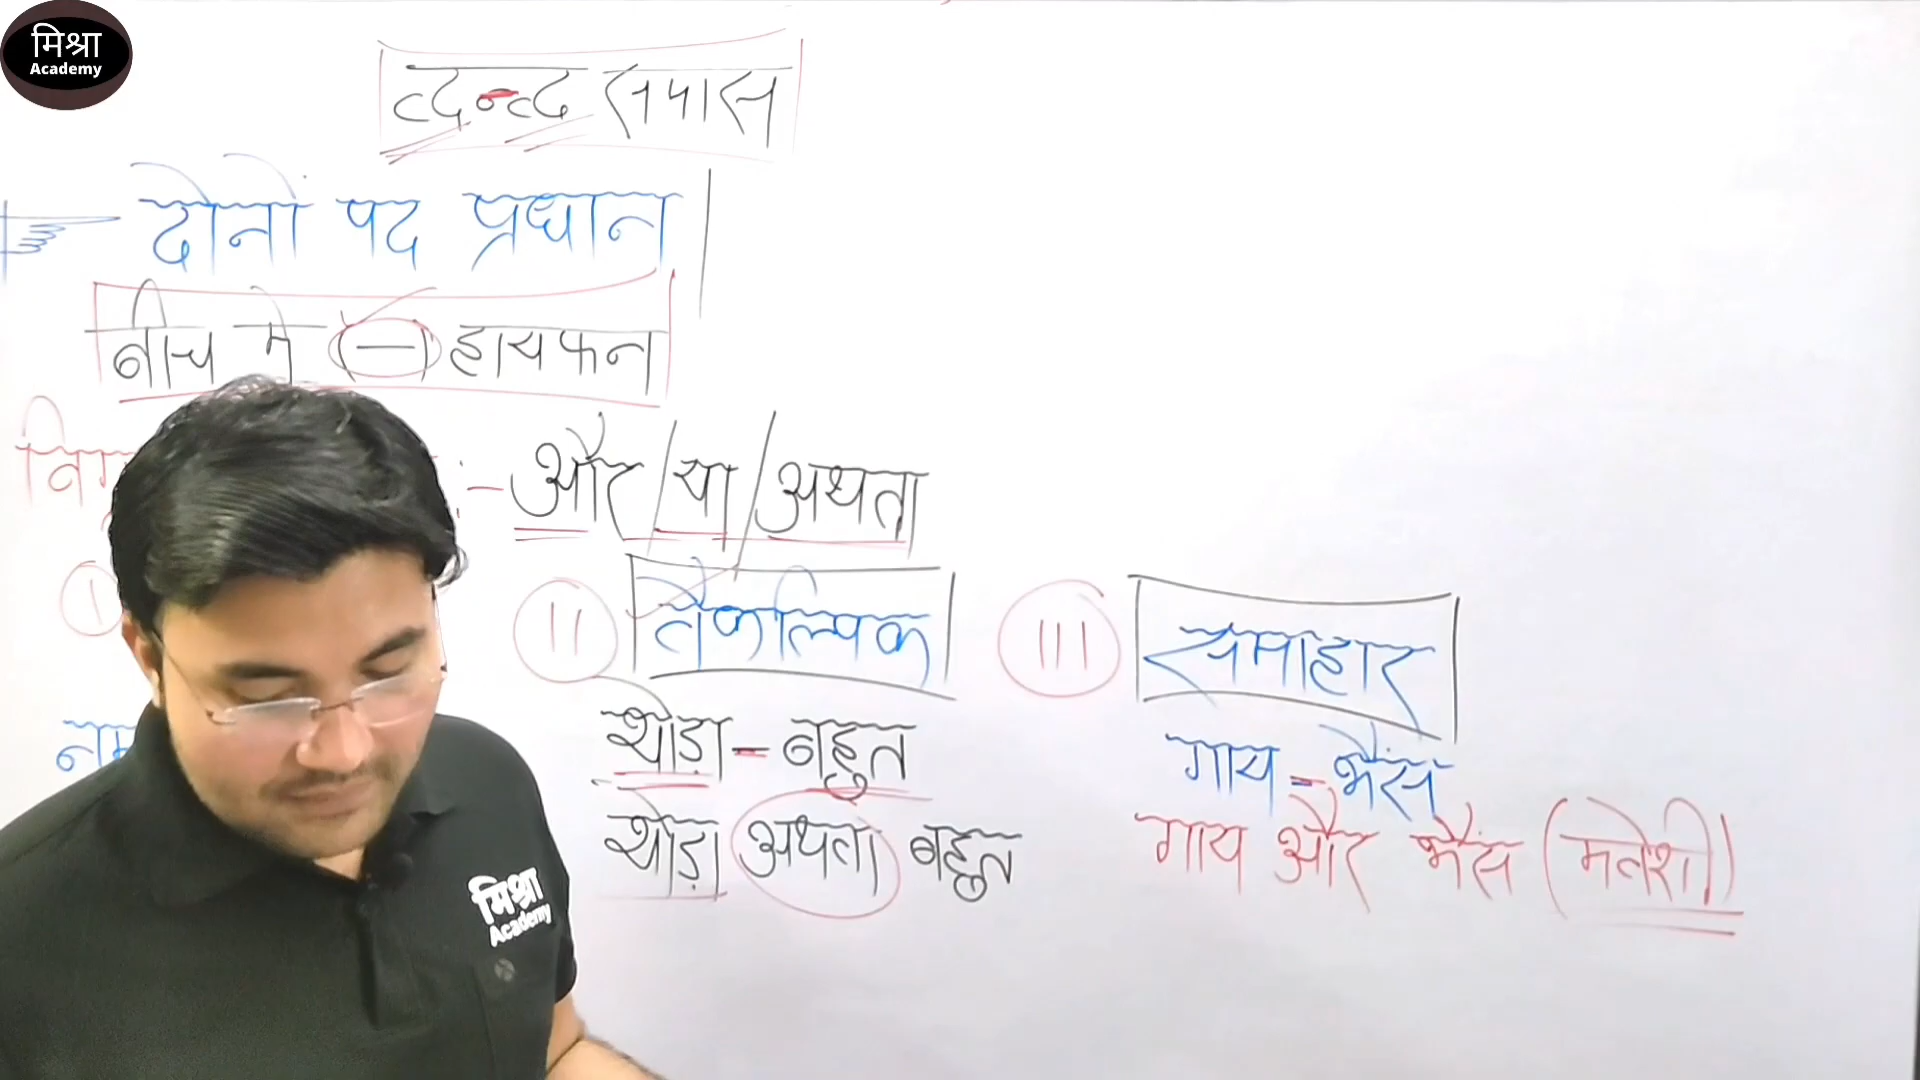 मिश्रा
Academy
द्वन्द्व समास
दोनों पद प्रधान
बीच में (—) हायफन
:- और/या/अथवा
I
II वैकल्पिक
III समाहार
थोड़ा - बहुत
थोड़ा अथवा बहुत
गाय - भैंस
गाय और भैंस (मवेशी)
मिश्रा
Academy